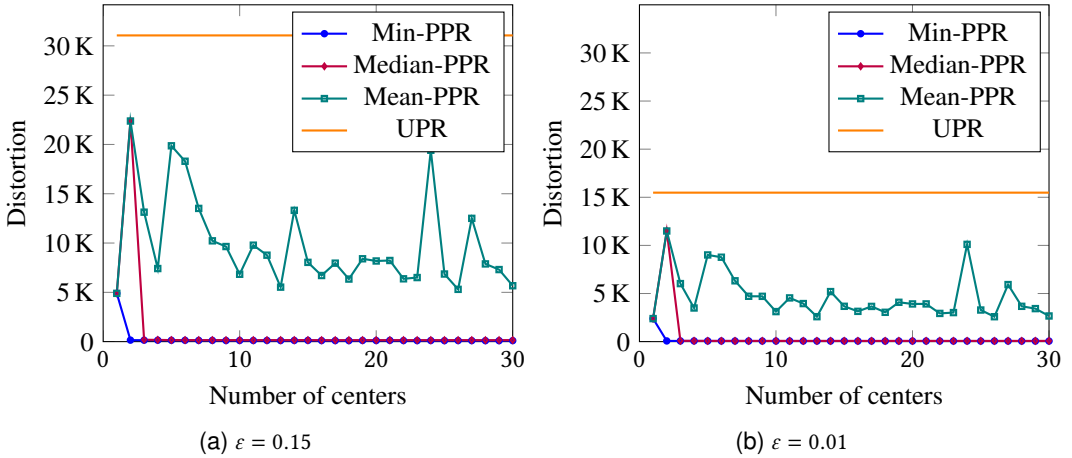 30 K
25 K
20 K
15 K
10 K
5 K
0
Distortion
0
10
20
30
Number of centers
Min-PPR
Median-PPR
Mean-PPR
UPR
(a) ε = 0.15
30 K
25 K
20 K
15 K
10 K
5 K
0
Distortion
0
10
20
30
Number of centers
Min-PPR
Median-PPR
Mean-PPR
UPR
(b) ε = 0.01